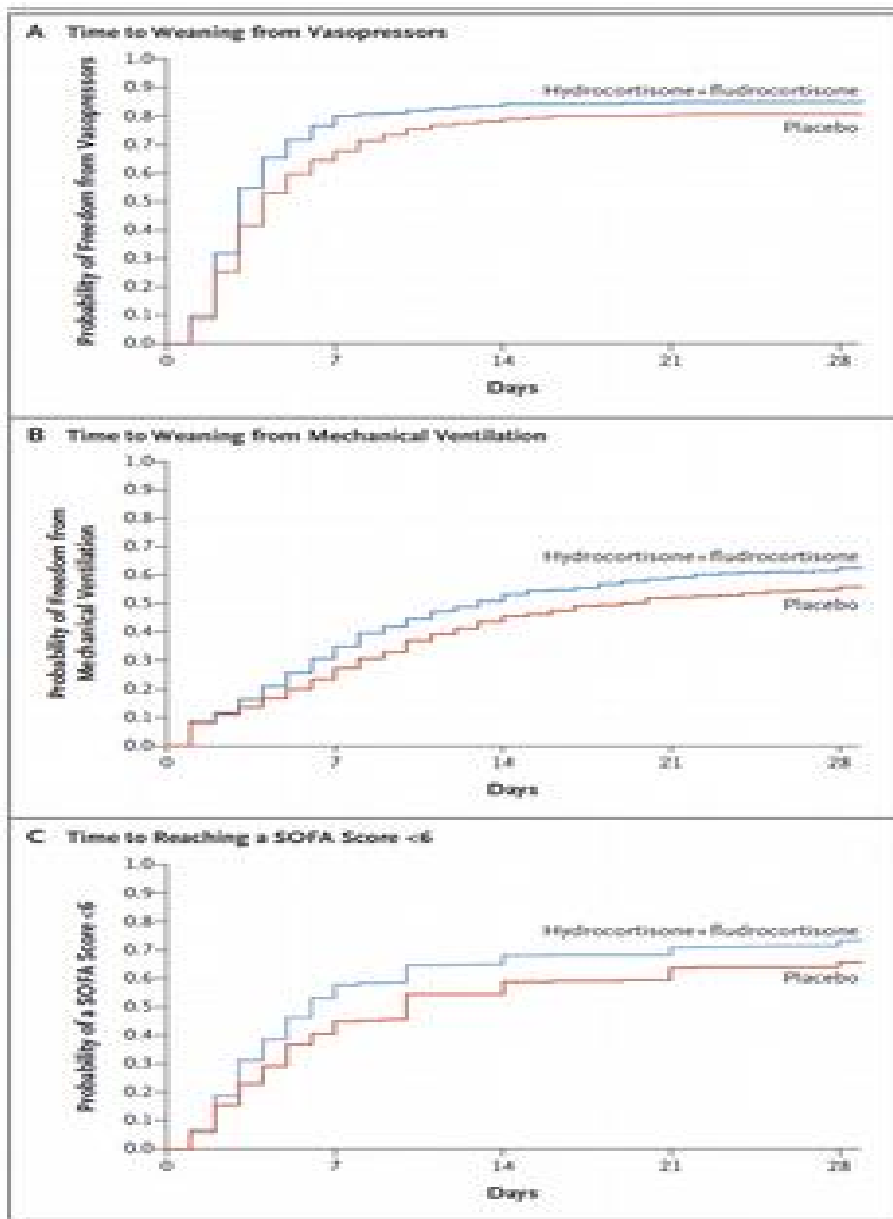 A Time to Weaning from Vasopressors
Probability of Freedom from Vasopressors
1.0
0.9
0.8
0.7
0.6
0.5
0.4
0.3
0.2
0.1
0.0
Hydrocortisone+fludrocortisone
Placebo
0 7 14 21 28
Days
B Time to Weaning from Mechanical Ventilation
Probability of Freedom from
Mechanical Ventilation
1.0
0.9
0.8
0.7
0.6
0.5
0.4
0.3
0.2
0.1
0.0
Hydrocortisone+fludrocortisone
Placebo
0 7 14 21 28
Days
C Time to Reaching a SOFA Score <6
Probability of a SOFA Score <6
1.0
0.9
0.8
0.7
0.6
0.5
0.4
0.3
0.2
0.1
0.0
Hydrocortisone+fludrocortisone
Placebo
0 7 14 21 28
Days